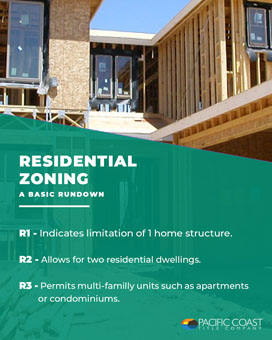 RESIDENTIAL
ZONING
A BASIC RUNDOWN
R1 - Indicates limitation of 1 home structure.
R2 - Allows for two residential dwellings.
R3 - Permits multi-familly units such as apartments
or condominiums.
PACIFIC COAST
TITLE COMPANY